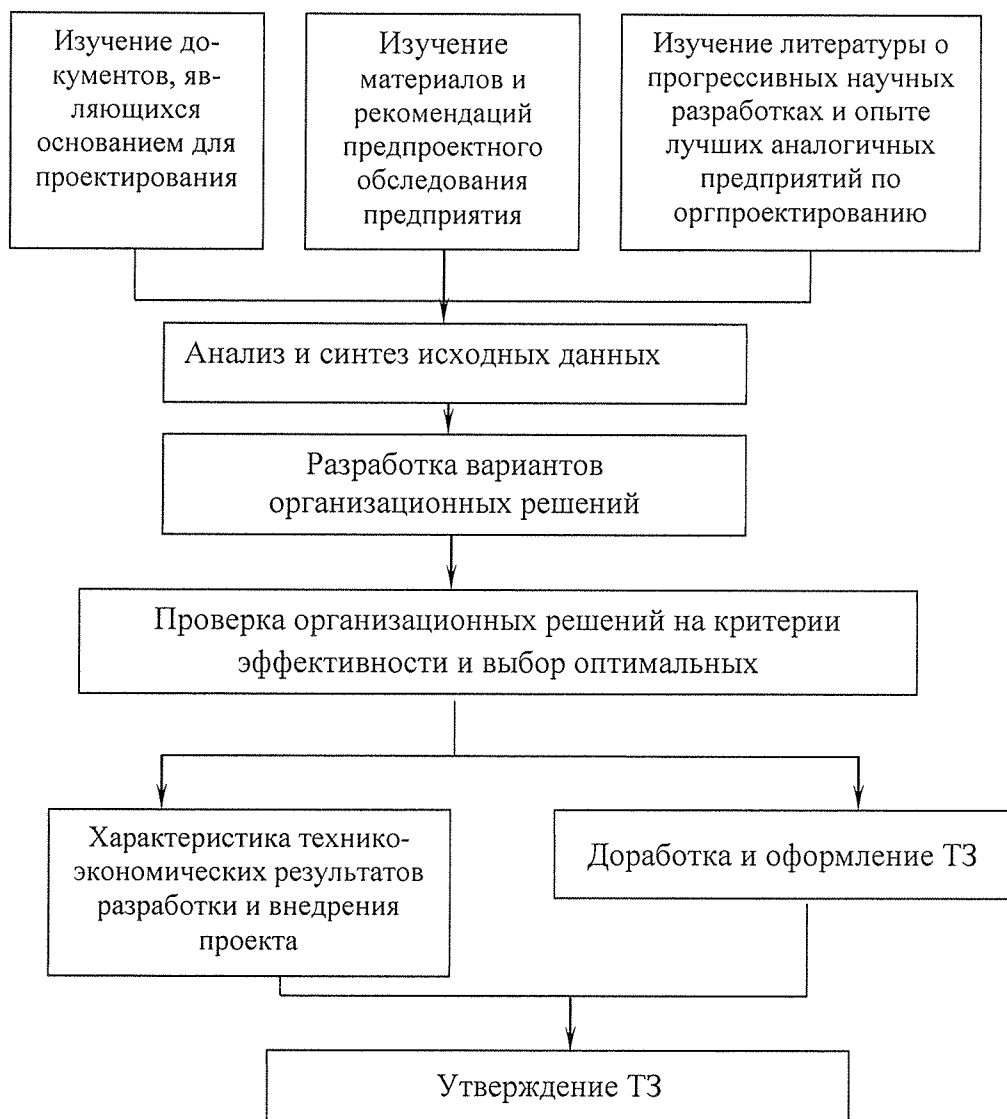 Изучение до-
кументов, яв-
ляющихся
основанием для
проектирования
Изучение
материалов и
рекомендаций
предпроектного
обследования
предприятия
Изучение литературы о
прогрессивных научных
разработках и опыте
лучших аналогичных
предприятий по
оргпроектированию
Анализ и синтез исходных данных
Разработка вариантов
организационных решений
Проверка организационных решений на критерии
эффективности и выбор оптимальных
Характеристика технико-
экономических результатов
разработки и внедрения
проекта
Доработка и оформление ТЗ
Утверждение ТЗ